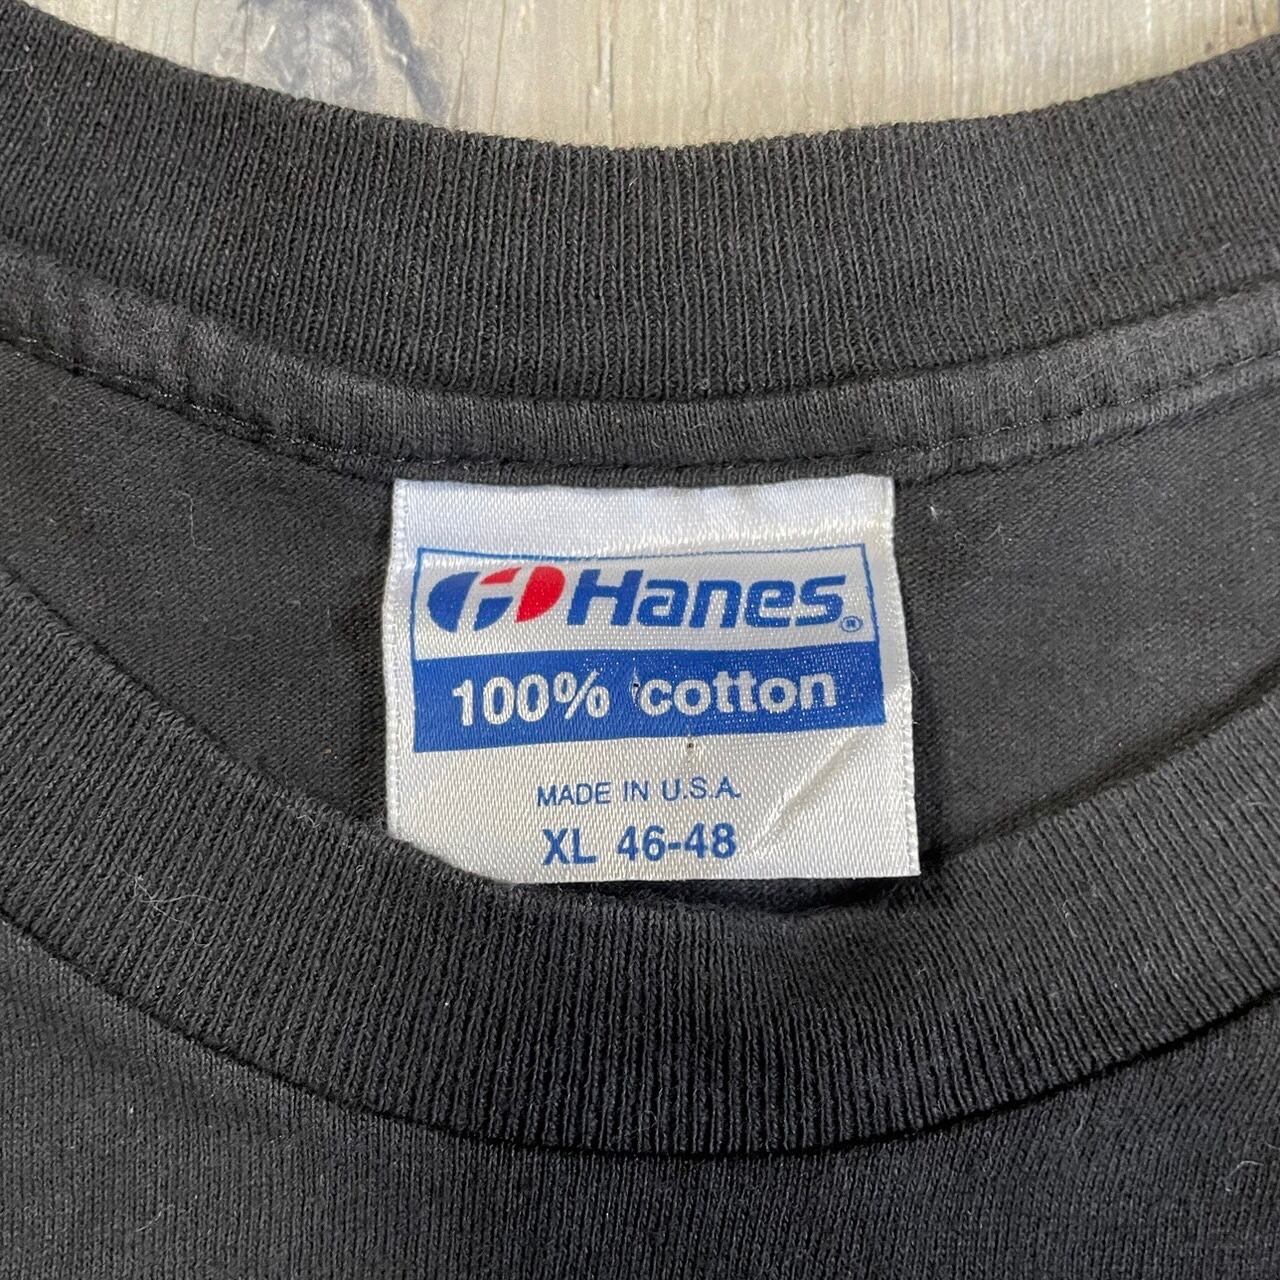 Hanes®
100% cotton
MADE IN U.S.A.
XL 46-48